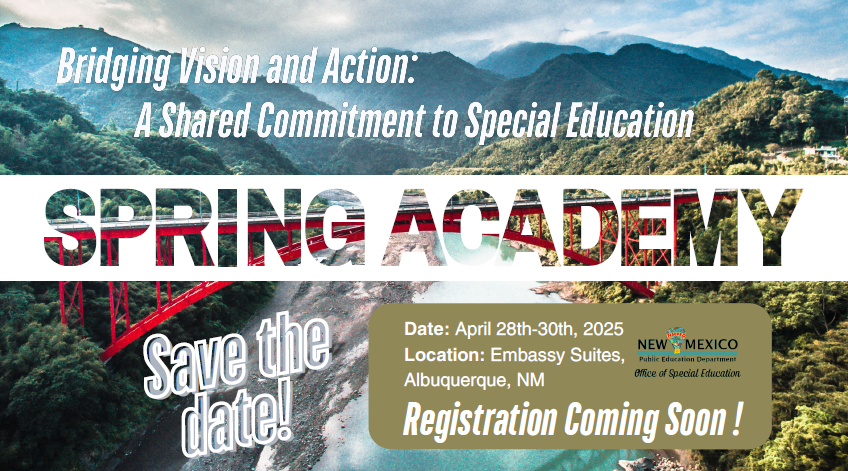 Bridging Vision and Action:
A Shared Commitment to Special Education
SPRING ACADEMY
Save the
date!
Date: April 28th-30th, 2025
Location: Embassy Suites,
Albuquerque, NM
NEW MEXICO
Public Education Department
Office of Special Education
Registration Coming Soon !